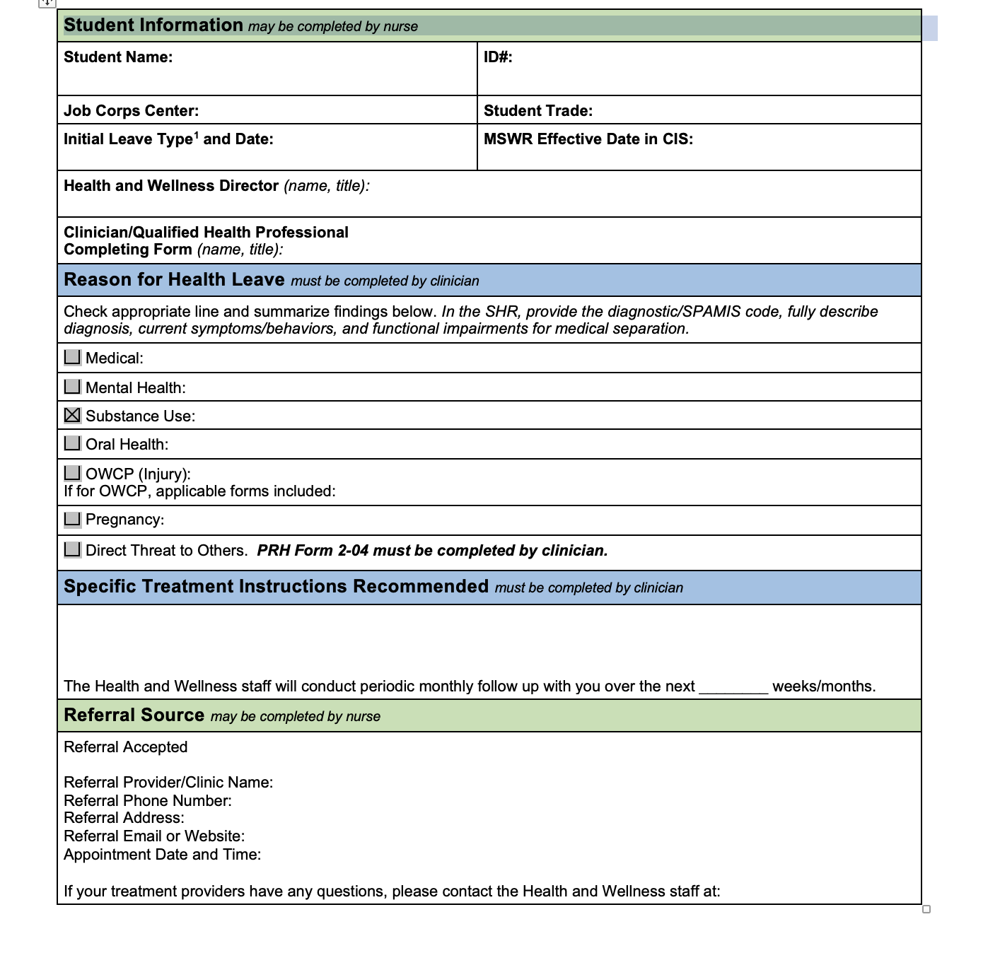 Student Information may be completed by nurse
Student Name:
ID#:
Job Corps Center:
Student Trade:
Initial Leave Type¹ and Date:
MSWR Effective Date in CIS:
Health and Wellness Director (name, title):
Clinician/Qualified Health Professional
Completing Form (name, title):
Reason for Health Leave must be completed by clinician
Check appropriate line and summarize findings below. In the SHR, provide the diagnostic/SPAMIS code, fully describe
diagnosis, current symptoms/behaviors, and functional impairments for medical separation.
☐ Medical:
☐ Mental Health:
☒ Substance Use:
☐ Oral Health:
☐ OWCP (Injury):
If for OWCP, applicable forms included:
☐ Pregnancy:
☐ Direct Threat to Others. PRH Form 2-04 must be completed by clinician.
Specific Treatment Instructions Recommended must be completed by clinician
The Health and Wellness staff will conduct periodic monthly follow up with you over the next ________ weeks/months.
Referral Source may be completed by nurse
Referral Accepted
Referral Provider/Clinic Name:
Referral Phone Number:
Referral Address:
Referral Email or Website:
Appointment Date and Time:
If your treatment providers have any questions, please contact the Health and Wellness staff at: